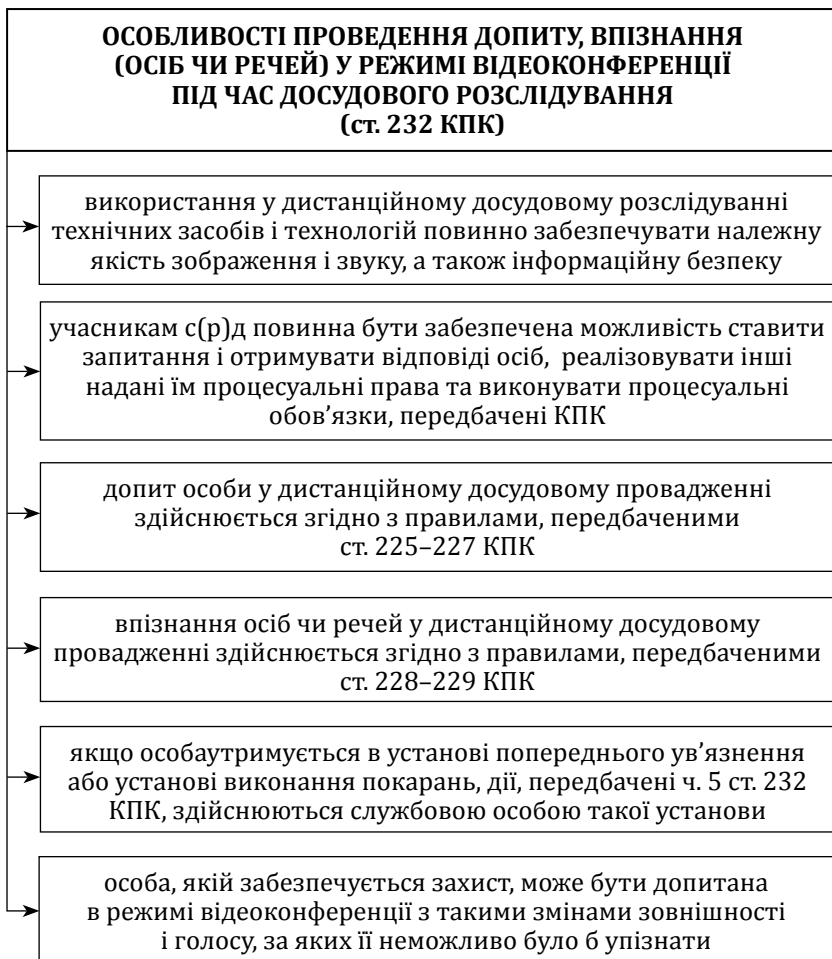 ОСОБЛИВОСТІ ПРОВЕДЕННЯ ДОПИТУ, ВПІЗНАННЯ
(ОСІБ ЧИ РЕЧЕЙ) У РЕЖИМІ ВІДЕОКОНФЕРЕНЦІЇ
ПІД ЧАС ДОСУДОВОГО РОЗСЛІДУВАННЯ
(ст. 232 КПК)
використання у дистанційному досудовому розслідуванні
технічних засобів і технологій повинно забезпечувати належну
якість зображення і звуку, а також інформаційну безпеку
учасникам с(р)д повинна бути забезпечена можливість ставити
запитання і отримувати відповіді осіб, реалізовувати інші
надані їм процесуальні права та виконувати процесуальні
обов’язки, передбачені КПК
допит особи у дистанційному досудовому провадженні
здійснюється згідно з правилами, передбаченими
ст. 225–227 КПК
впізнання осіб чи речей у дистанційному досудовому
провадженні здійснюється згідно з правилами, передбаченими
ст. 228–229 КПК
якщо особаутримується в установі попереднього ув’язнення
або установі виконання покарань, дії, передбачені ч. 5 ст. 232
КПК, здійснюються службовою особою такої установи
особа, якій забезпечується захист, може бути допитана
в режимі відеоконференції з такими змінами зовнішності
і голосу, за яких її неможливо було б упізнати